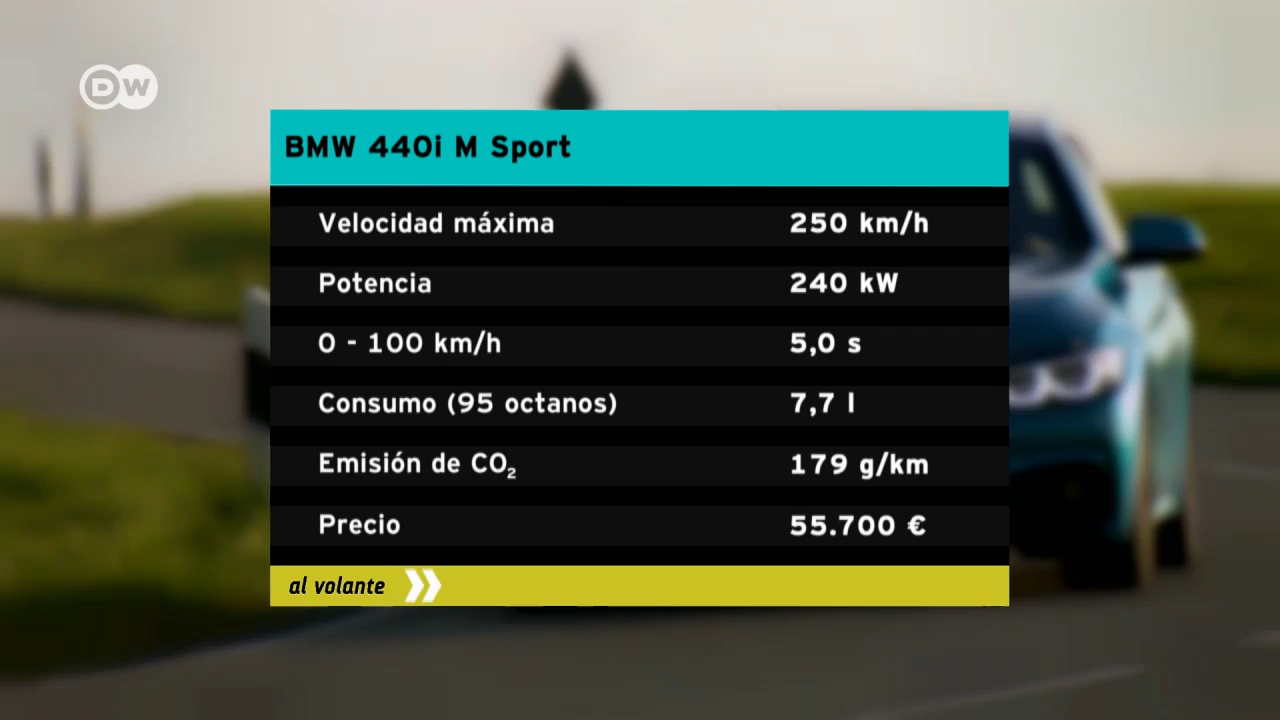 DW
BMW 440i M Sport
Velocidad máxima 250 km/h
Potencia 240 kW
0 - 100 km/h 5,0 s
Consumo (95 octanos) 7,7 l
Emisión de CO₂ 179 g/km
Precio 55.700 €
al volante